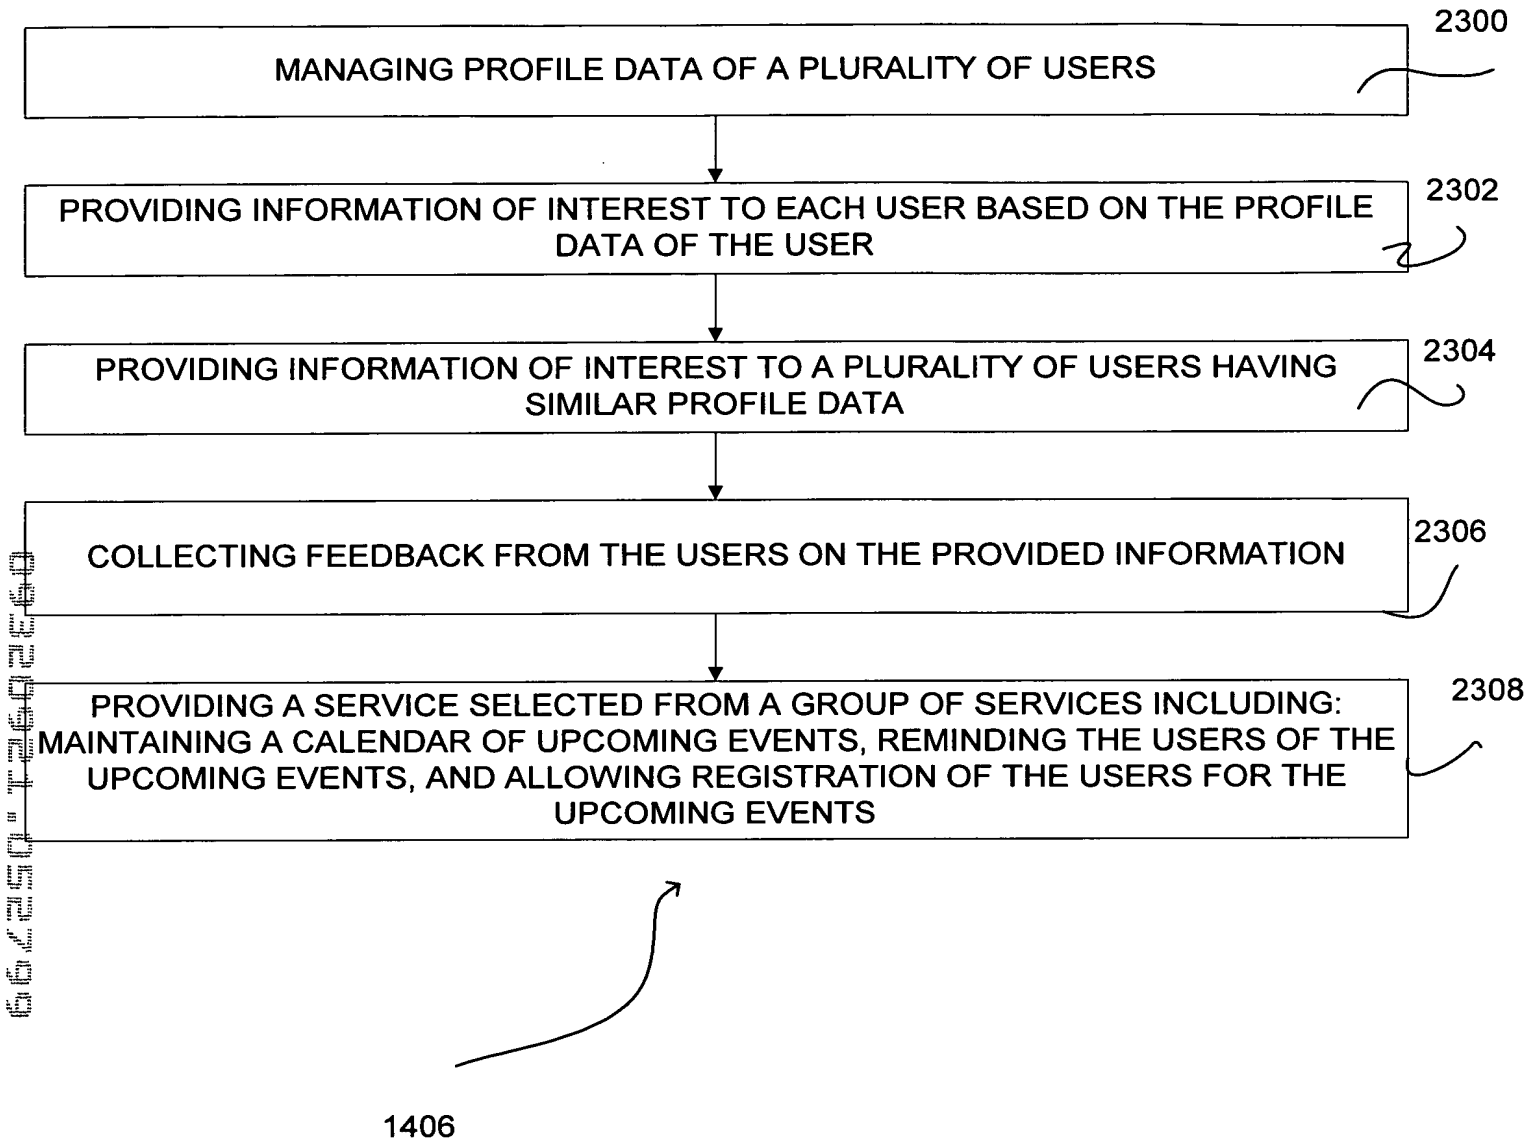 2300
MANAGING PROFILE DATA OF A PLURALITY OF USERS
2302
PROVIDING INFORMATION OF INTEREST TO EACH USER BASED ON THE PROFILE
DATA OF THE USER
2304
PROVIDING INFORMATION OF INTEREST TO A PLURALITY OF USERS HAVING
SIMILAR PROFILE DATA
2306
COLLECTING FEEDBACK FROM THE USERS ON THE PROVIDED INFORMATION
2308
PROVIDING A SERVICE SELECTED FROM A GROUP OF SERVICES INCLUDING:
MAINTAINING A CALENDAR OF UPCOMING EVENTS, REMINDING THE USERS OF THE
UPCOMING EVENTS, AND ALLOWING REGISTRATION OF THE USERS FOR THE
UPCOMING EVENTS
1406